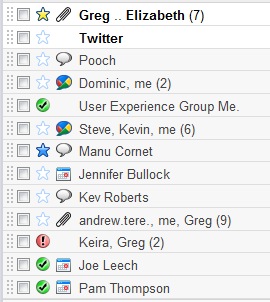 Greg .. Elizabeth (7)
Twitter
Pooch
Dominic, me (2)
User Experience Group Me.
Steve, Kevin, me (6)
Manu Cornet
Jennifer Bullock
Kev Roberts
andrew.tere., me, Greg (9)
Keira, Greg (2)
Joe Leech
Pam Thompson